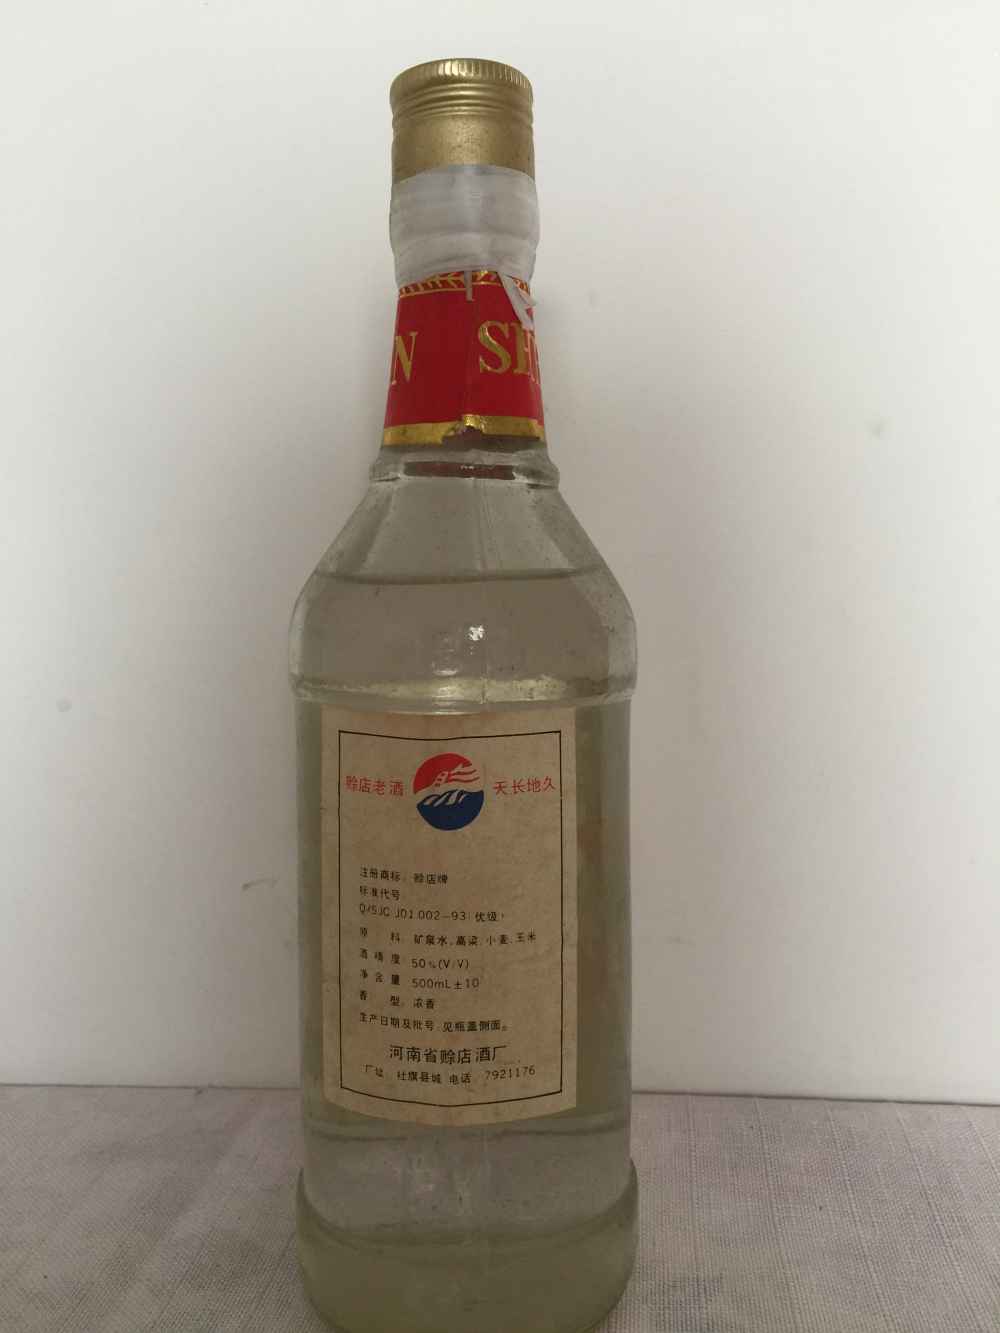 N SH
赊店老酒 天长地久
注册商标：赊店牌
标准代号：
Q/SJC J01.002-93(优级)
原 料：矿泉水.高粱.小麦.玉米
酒 精 度：50%(V/V)
净 含 量：500mL±10
香 型：浓香
生产日期及批号：见瓶盖侧面。
河南省赊店酒厂
厂址：社旗县城 电话：7921176